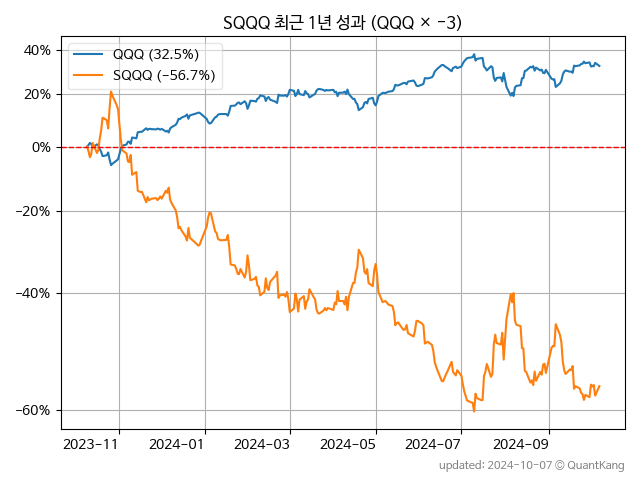 SQQQ 최근 1년 성과 (QQQ × −3)
QQQ (32.5%)
SQQQ (−56.7%)
40%
20%
0%
−20%
−40%
−60%
2023-11 2024-01 2024-03 2024-05 2024-07 2024-09
updated: 2024-10-07 © QuantKang